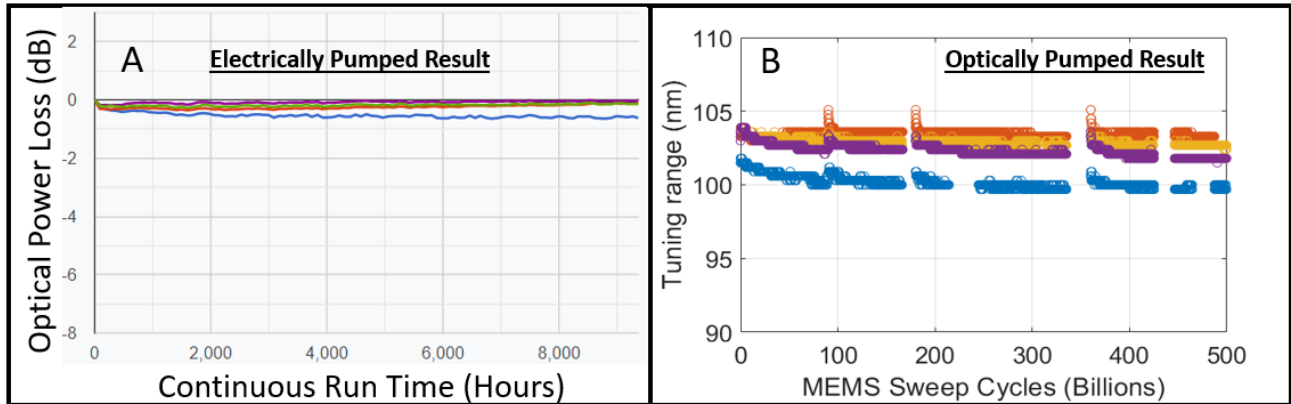 A
Electrically Pumped Result
Optical Power Loss (dB)
2
0
-2
-4
-6
-8
0
2,000
4,000
6,000
8,000
Continuous Run Time (Hours)
B
Optically Pumped Result
Tuning range (nm)
110
105
100
95
90
0
100
200
300
400
500
MEMS Sweep Cycles (Billions)